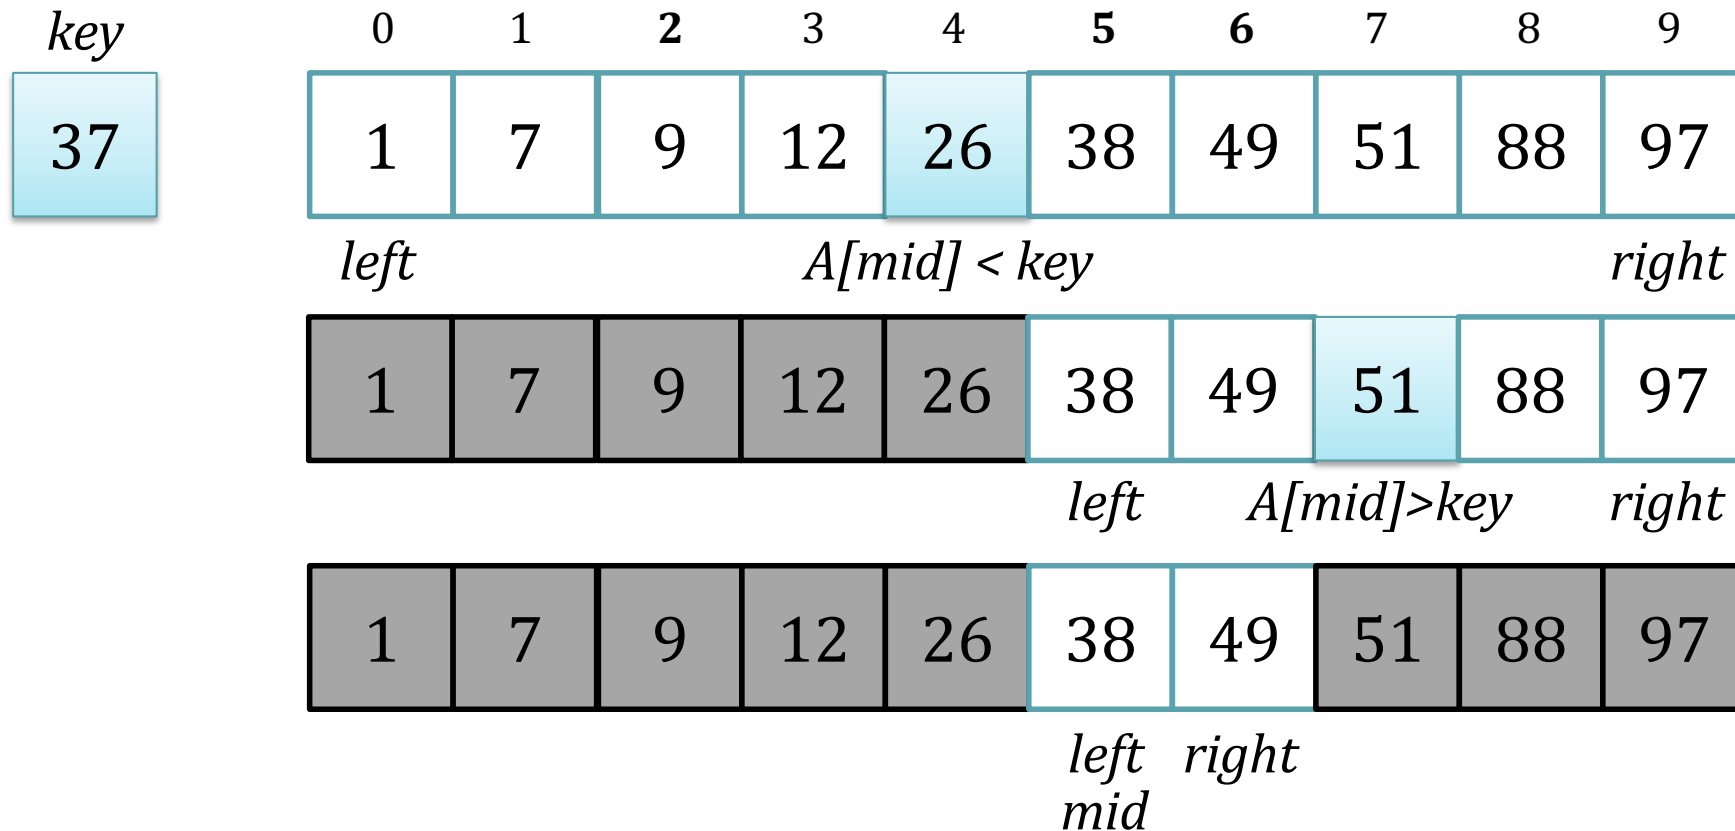 key 0 1 2 3 4 5 6 7 8 9
37 1 7 9 12 26 38 49 51 88 97
left A[mid] < key right
1 7 9 12 26 38 49 51 88 97
left A[mid]>key right
1 7 9 12 26 38 49 51 88 97
left right
mid